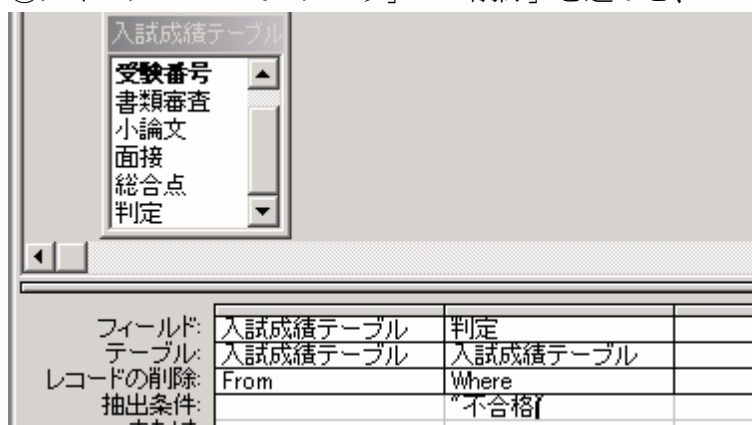 入試成績テーブル
受験番号
書類審査
小論文
面接
総合点
判定
フィールド: 入試成績テーブル 判定
テーブル: 入試成績テーブル 入試成績テーブル
レコードの削除: From Where
抽出条件: "不合格